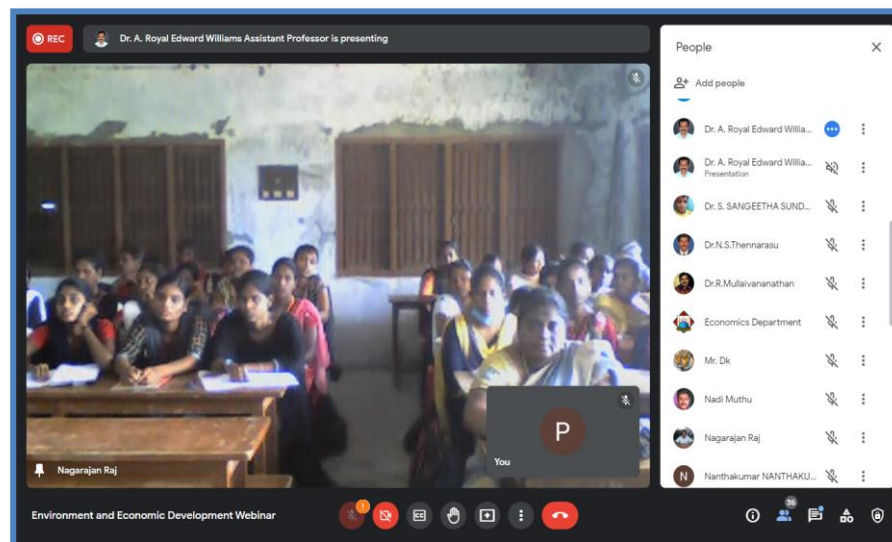 REC
Dr. A. Royal Edward Williams Assistant Professor is presenting
Nagarajan Raj
P
You
People
Add people
Dr. A. Royal Edward Willia...
Dr. A. Royal Edward Willia...
Presentation
Dr. S. SANGEETHA SUND...
Dr.N.S.Thennarasu
Dr.R.Mullaivananathan
Economics Department
Mr. Dk
Nadi Muthu
Nagarajan Raj
N
Nanthakumar NANTHAKU...
Environment and Economic Development Webinar
!
CC
35